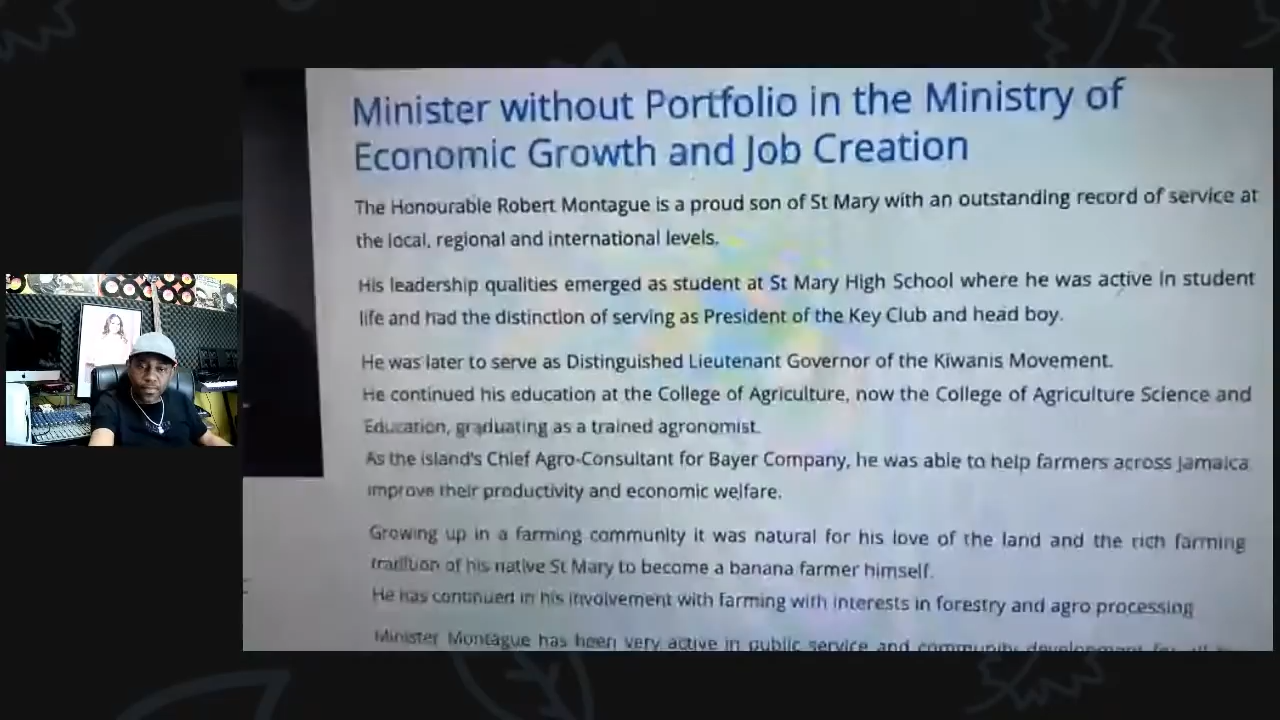 Minister without Portfolio in the Ministry of
Economic Growth and Job Creation
The Honourable Robert Montague is a proud son of St Mary with an outstanding record of service at
the local, regional and international levels.
His leadership qualities emerged as student at St Mary High School where he was active in student
life and had the distinction of serving as President of the Key Club and head boy.
He was later to serve as Distinguished Lieutenant Governor of the Kiwanis Movement.
He continued his education at the College of Agriculture, now the College of Agriculture Science and
Education, graduating as a trained agronomist.
As the island's Chief Agro-Consultant for Bayer Company, he was able to help farmers across Jamaica
improve their productivity and economic welfare.
Growing up in a farming community it was natural for his love of the land and the rich farming
tradition of his native St Mary to become a banana farmer himself.
He has continued in his involvement with farming with interests in forestry and agro processing
Minister Montague has been very active in public service and community development for all